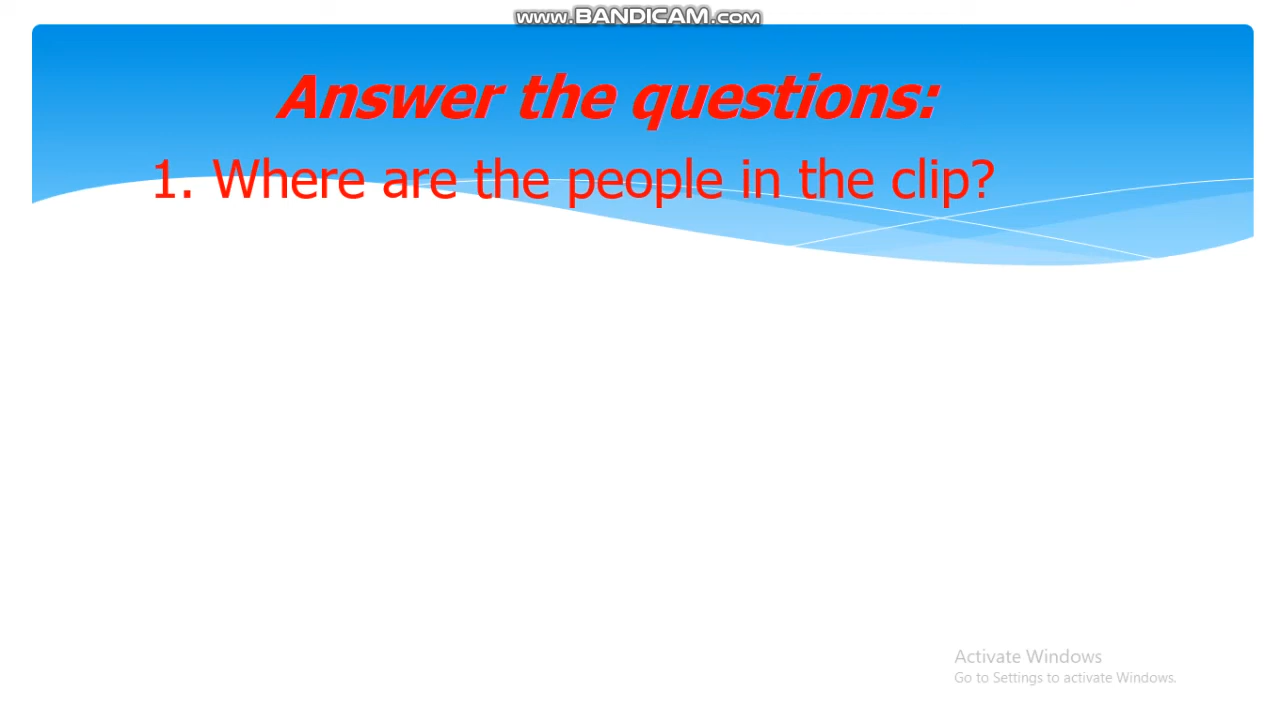 www.BANDICAM.com
Answer the questions:
1. Where are the people in the clip?
Activate Windows
Go to Settings to activate Windows.